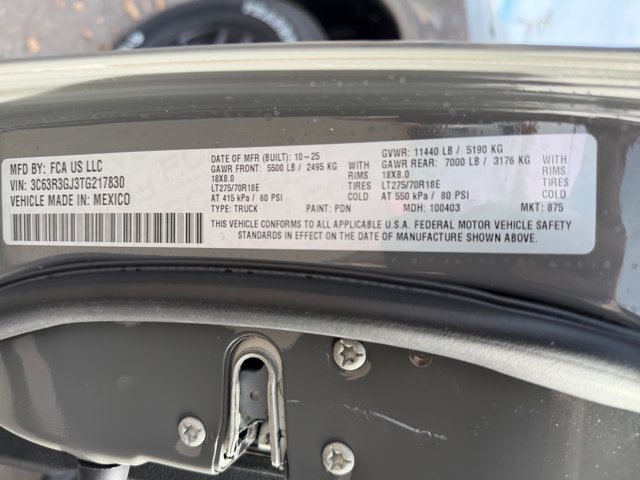 MFD BY: FCA US LLC
VIN: 3C63R3GJ3TG217830
VEHICLE MADE IN: MEXICO
DATE OF MFR (BUILT): 10-25
GVWR: 11440 LB / 5190 KG
GAWR FRONT: 5500 LB / 2495 KG
GAWR REAR: 7000 LB / 3176 KG
18X8.0 RIMS 18X8.0 RIMS
LT275/70R18E TIRES LT275/70R18E TIRES
AT 415 kPa / 60 PSI COLD AT 550 kPa / 80 PSI COLD
TYPE: TRUCK PAINT: PDN MDH: 100403 MKT: 875
THIS VEHICLE CONFORMS TO ALL APPLICABLE U.S.A. FEDERAL MOTOR VEHICLE SAFETY
STANDARDS IN EFFECT ON THE DATE OF MANUFACTURE SHOWN ABOVE.